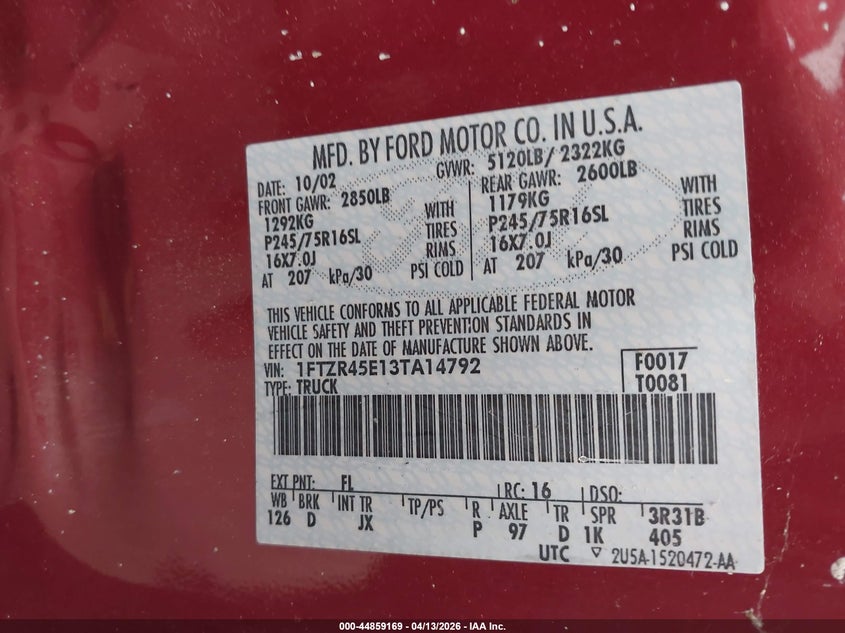 MFD. BY FORD MOTOR CO. IN U.S.A.
DATE: 10/02 GVWR: 5120LB/ 2322KG
FRONT GAWR: 2850LB REAR GAWR: 2600LB
1292KG WITH 1179KG WITH
P245/75R16SL TIRES P245/75R16SL TIRES
16X7.0J RIMS 16X7.0J RIMS
AT 207 kPa/30 PSI COLD AT 207 kPa/30 PSI COLD
THIS VEHICLE CONFORMS TO ALL APPLICABLE FEDERAL MOTOR
VEHICLE SAFETY AND THEFT PREVENTION STANDARDS IN
EFFECT ON THE DATE OF MANUFACTURE SHOWN ABOVE.
VIN: 1FTZR45E13TA14792 F0017
TYPE: TRUCK T0081
EXT PNT: FL RC: 16 DSO:
WB BRK INT TR TP/PS R AXLE TR SPR 3R31B
126 D JX P 97 D 1K 405
UTC ▽ 2U5A-1520472-AA
000-44859169 - 04/13/2026 - IAA Inc.